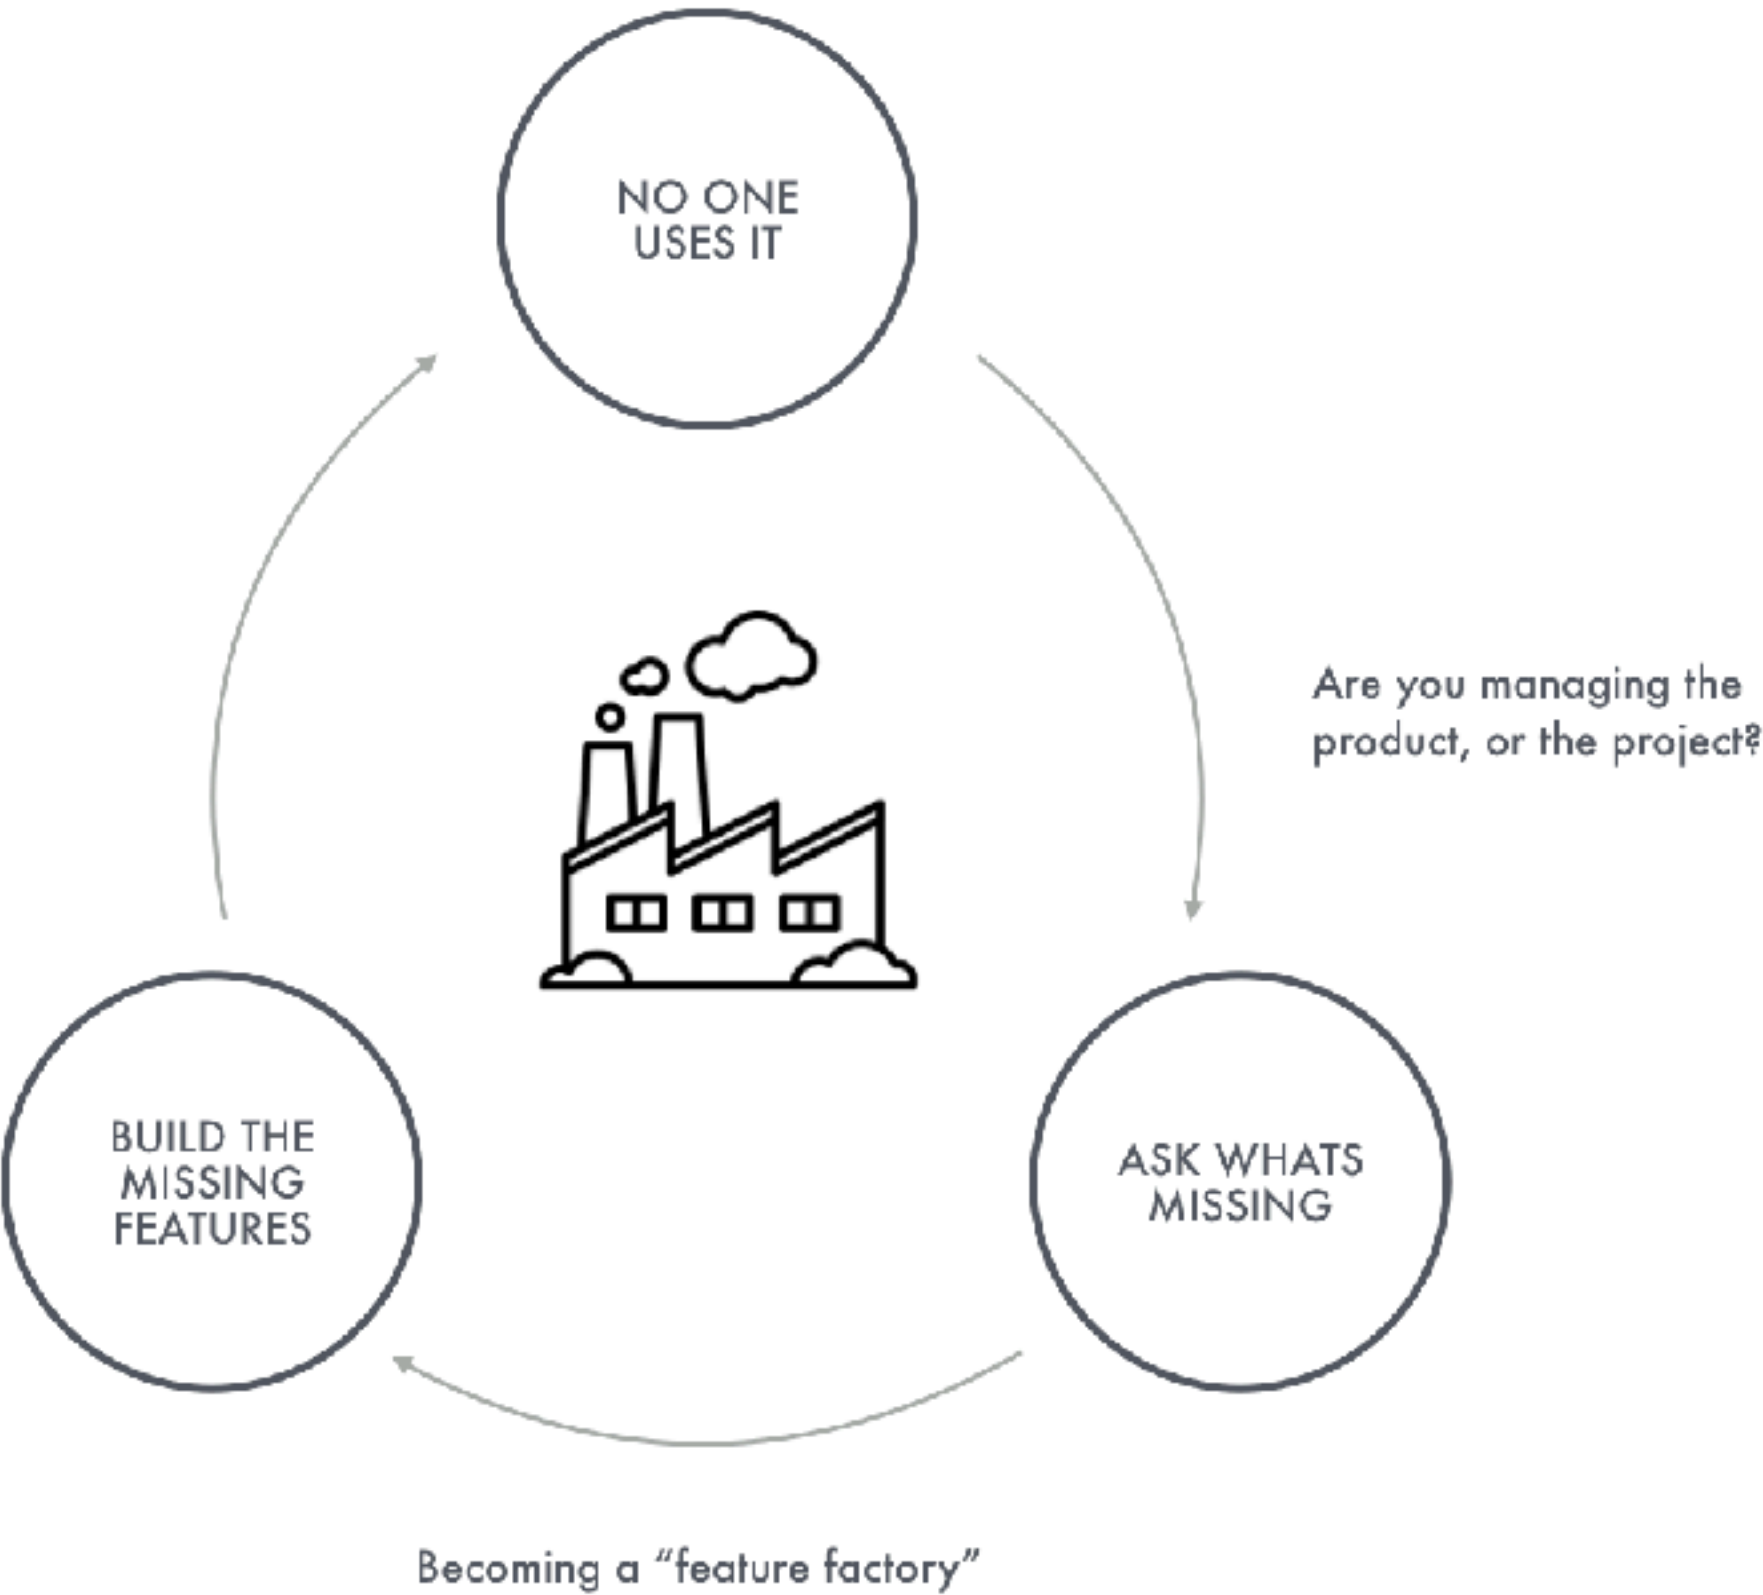 NO ONE
USES IT
Are you managing the
product, or the project?
BUILD THE
MISSING
FEATURES
ASK WHATS
MISSING
Becoming a “feature factory”